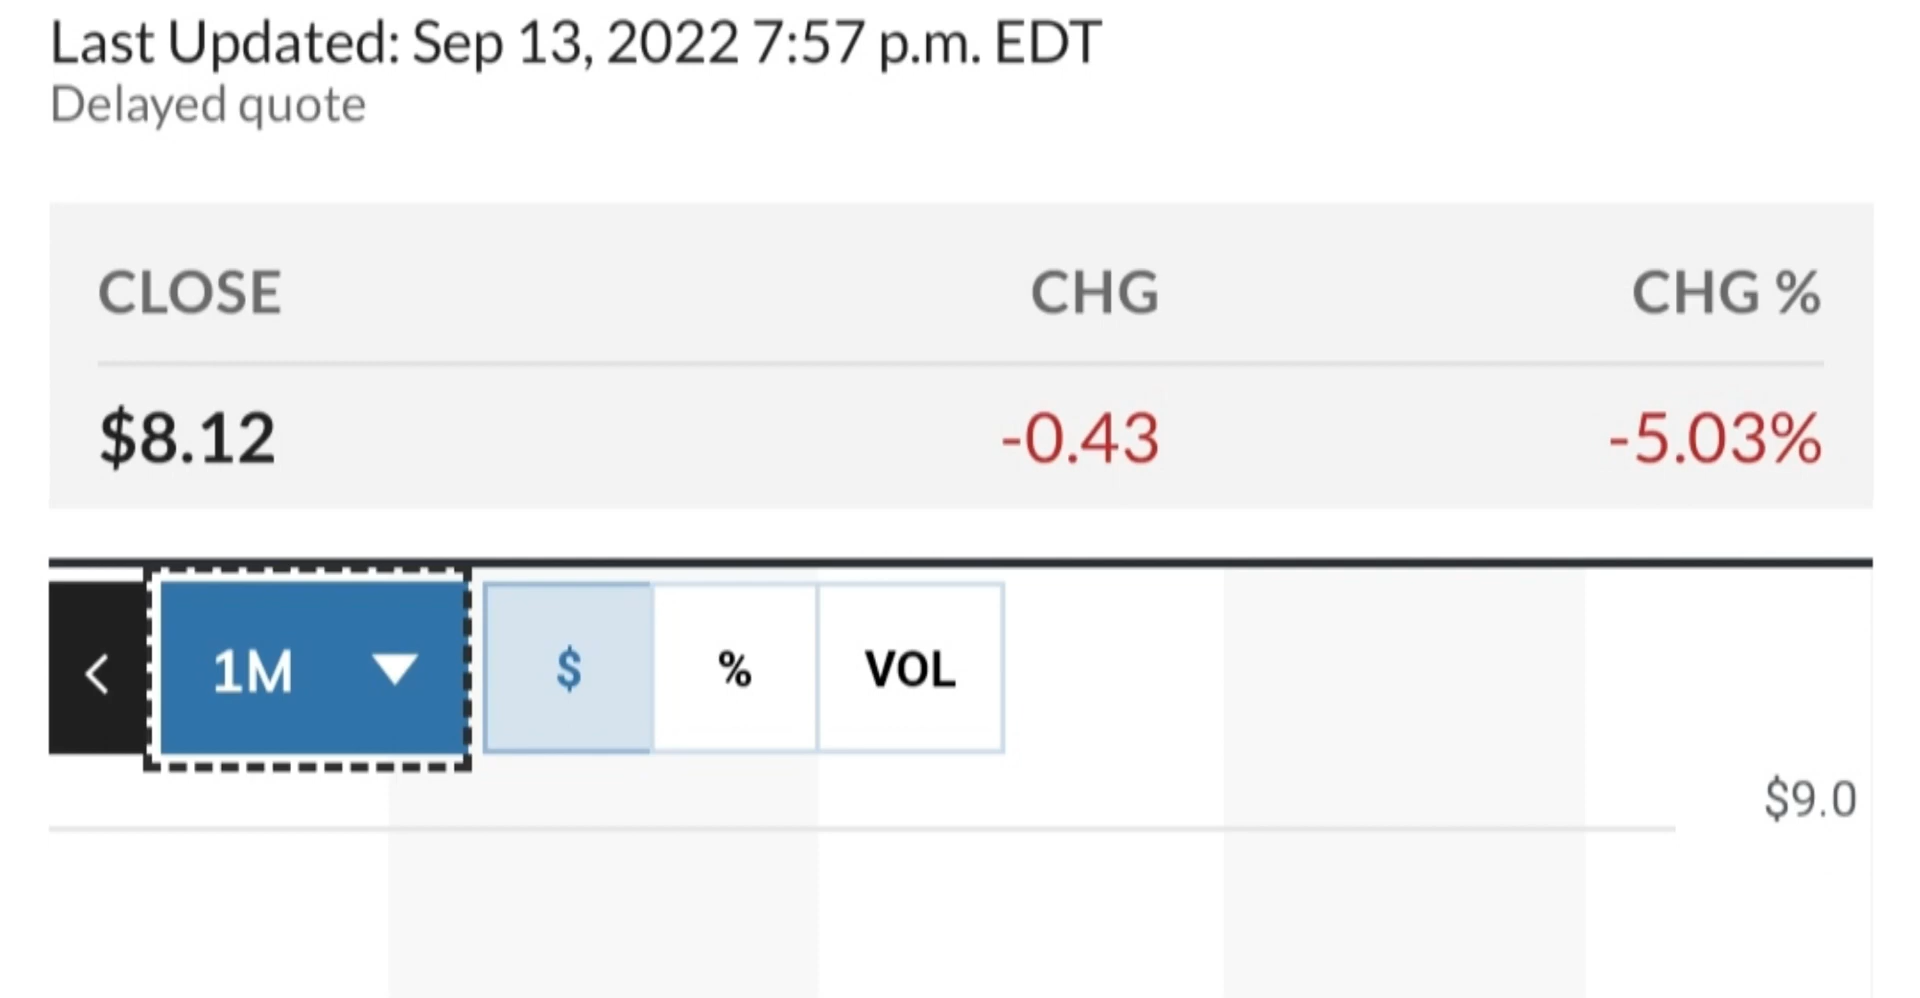 Last Updated: Sep 13, 2022 7:57 p.m. EDT
Delayed quote
CLOSE CHG CHG %
$8.12 -0.43 -5.03%
1M $ % VOL
$9.0